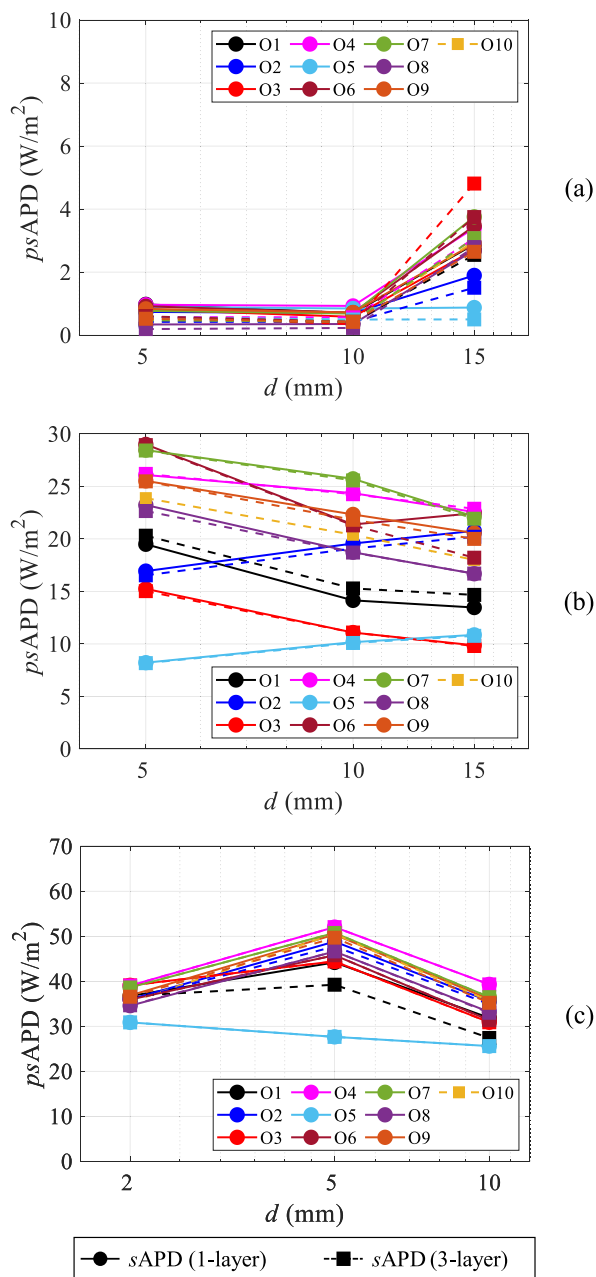 10
8
6
4
2
0
psAPD (W/m²)
O1 O4 O7 O10
O2 O5 O8
O3 O6 O9
5 10 15
d (mm)
(a)
30
25
20
15
10
5
0
psAPD (W/m²)
O1 O4 O7 O10
O2 O5 O8
O3 O6 O9
5 10 15
d (mm)
(b)
70
60
50
40
30
20
10
0
psAPD (W/m²)
O1 O4 O7 O10
O2 O5 O8
O3 O6 O9
2 5 10
d (mm)
(c)
sAPD (1-layer) sAPD (3-layer)